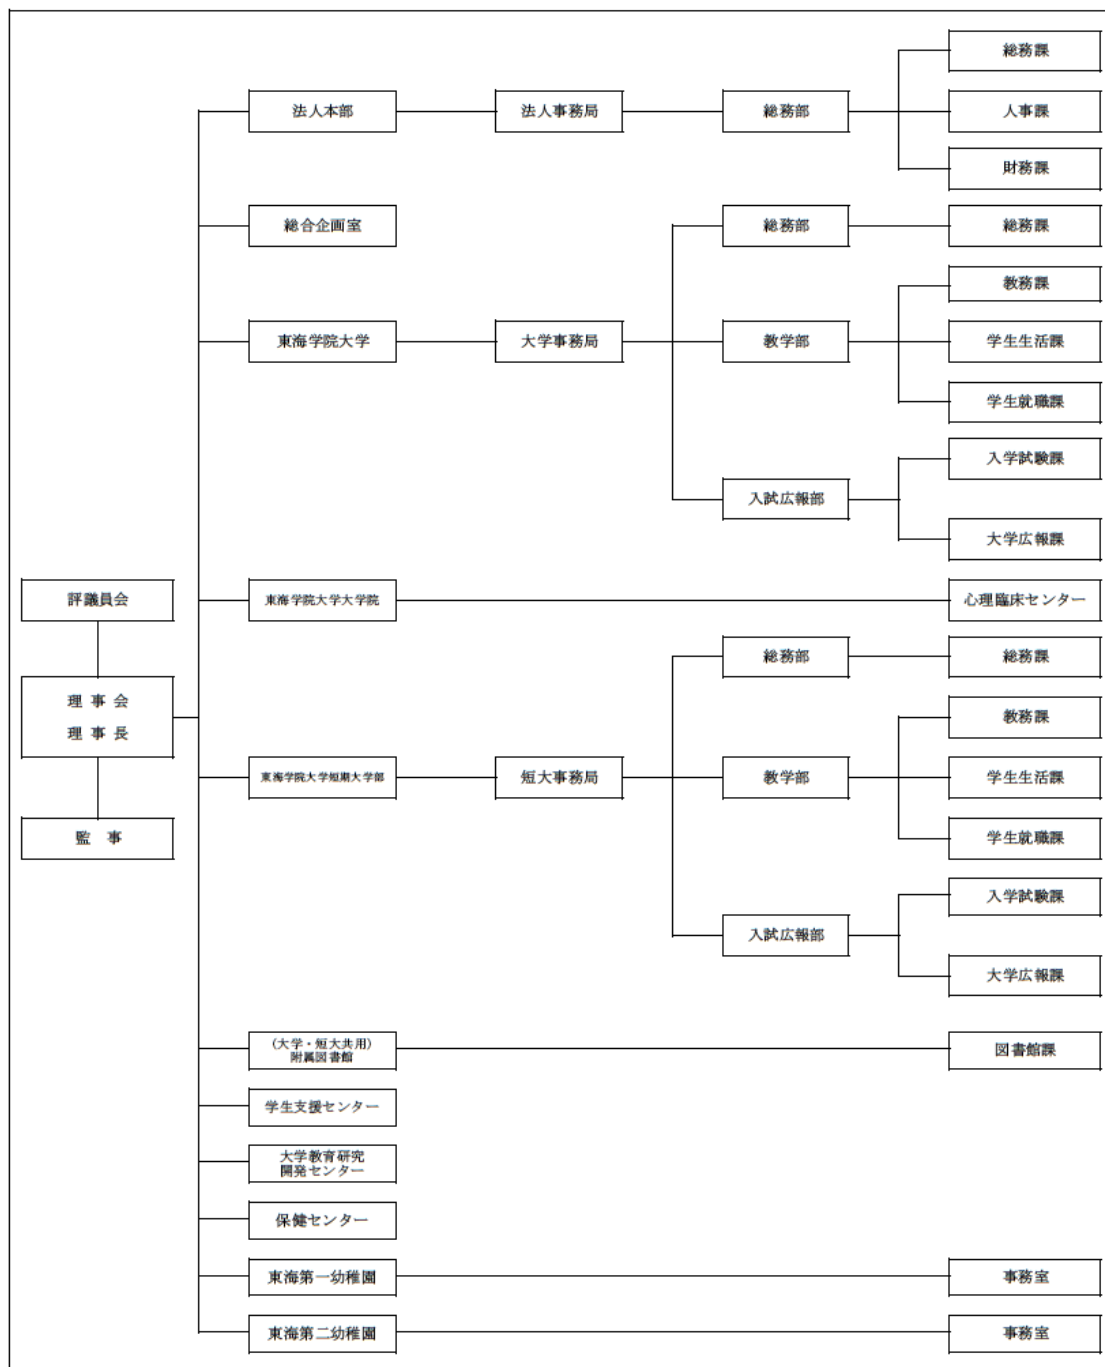 総務課
法人本部
法人事務局
総務部
人事課
財務課
総合企画室
総務部
総務課
教務課
東海学院大学
大学事務局
教学部
学生生活課
学生就職課
入学試験課
入試広報部
大学広報課
評議員会
東海学院大学大学院
心理臨床センター
総務部
総務課
理事会
理事長
教務課
東海学院大学短期大学部
短大事務局
教学部
学生生活課
監事
学生就職課
入学試験課
入試広報部
大学広報課
(大学・短大共用)
附属図書館
図書館課
学生支援センター
大学教育研究
開発センター
保健センター
東海第一幼稚園
事務室
東海第二幼稚園
事務室